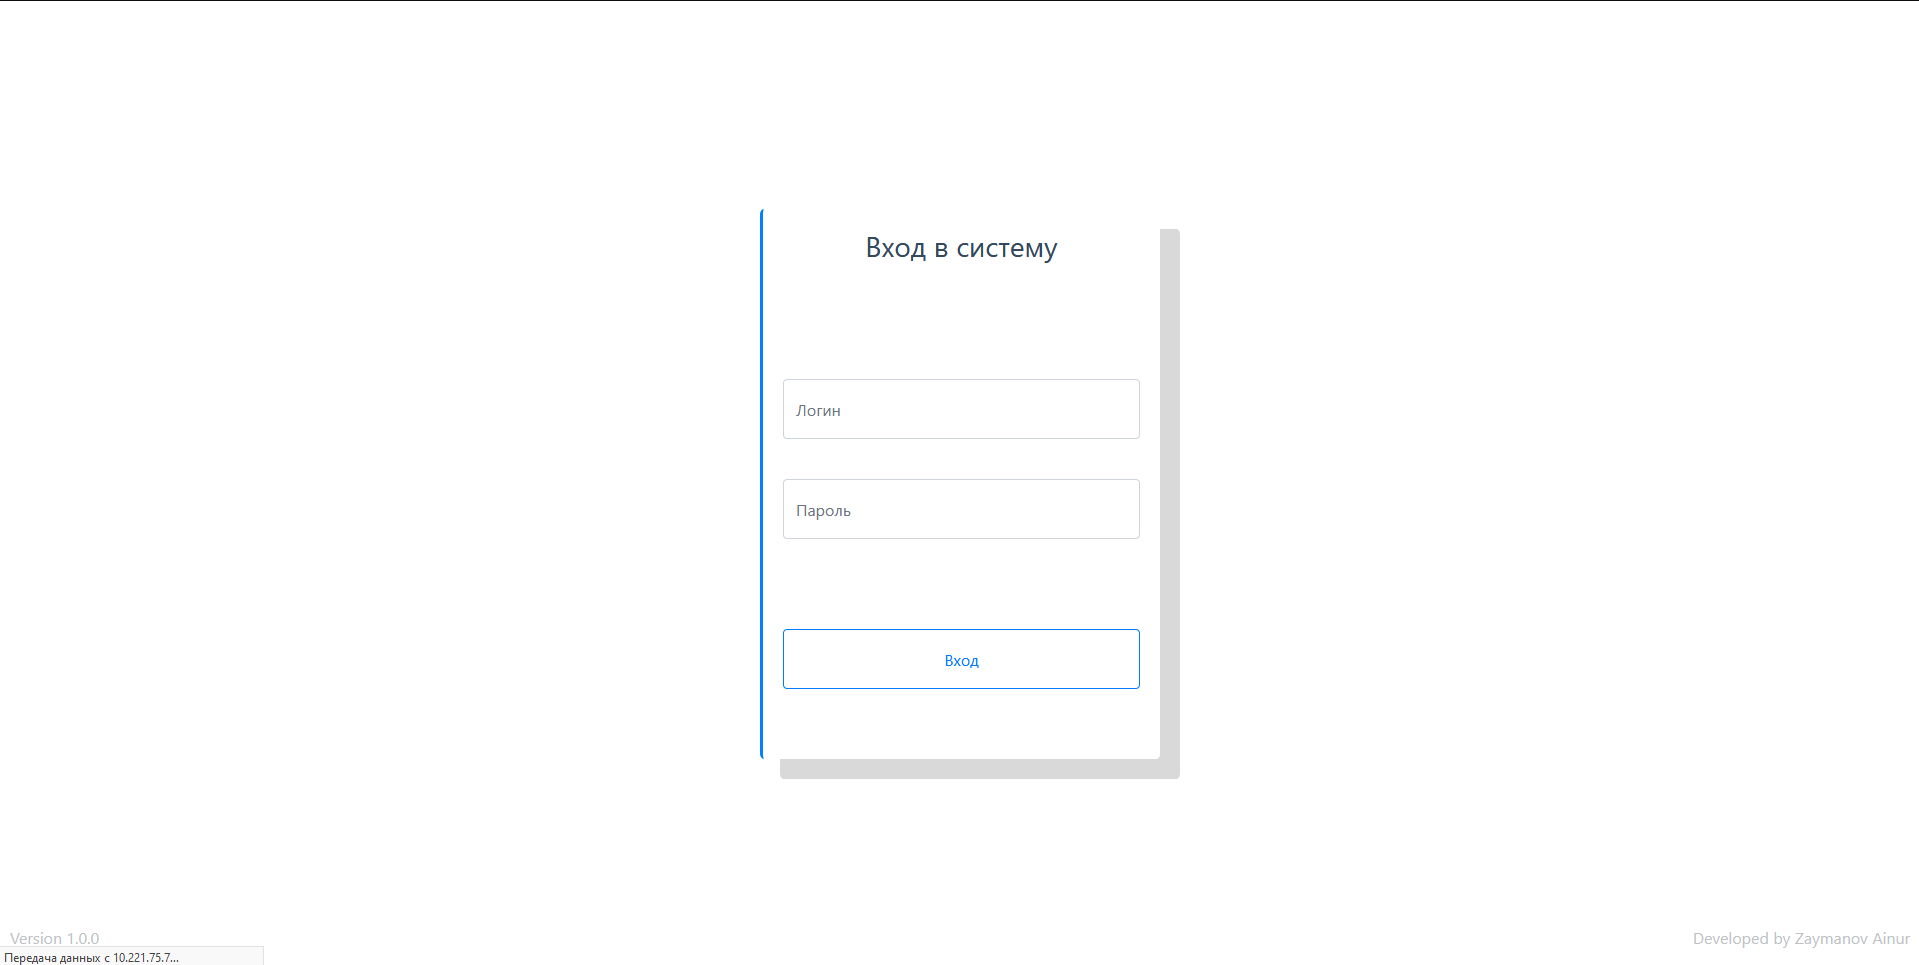 Вход в систему
Логин
Пароль
Вход
Version 1.0.0
Developed by Zaymanov Ainur
Передача данных с 10.221.75.7...